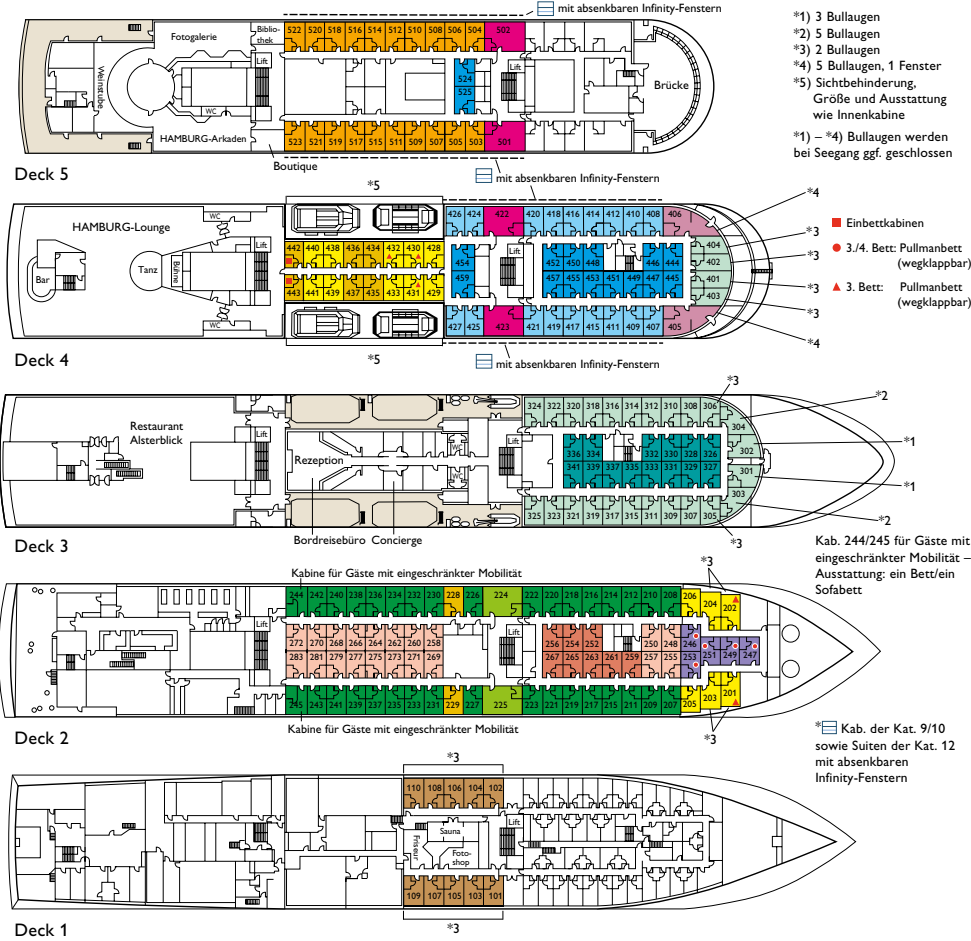 mit absenkbaren Infinity-Fenstern
*1) 3 Bullaugen
*2) 5 Bullaugen
*3) 2 Bullaugen
*4) 5 Bullaugen, 1 Fenster
*5) Sichtbehinderung,
Größe und Ausstattung
wie Innenkabine
*1) – *4) Bullaugen werden
bei Seegang ggf. geschlossen
Fotogalerie
Biblio-
thek
522 520 518 516 514 512 510 508 506 504 502
Lift
Lift
Weinstube
524
525
Brücke
WC
HAMBURG-Arkaden
523 521 519 517 515 511 509 507 505 503 501
Boutique
Deck 5
mit absenkbaren Infinity-Fenstern
*5
*4
HAMBURG-Lounge
WC
426 424 422 420 418 416 414 412 410 408 406
*3
Einbettkabinen
Lift
442 440 438 436 434 432 430 428
Lift
404
402
*3
3./4. Bett: Pullmanbett
(wegklappbar)
Bar
Tanz
Bühne
454
459
452 450 448 446 444
457 455 453 451 449 447 445
401
403
*3
3. Bett: Pullmanbett
(wegklappbar)
443 441 439 437 435 433 431 429
*3
WC
427 425 423 421 419 417 415 411 409 407 405
*4
Deck 4
*5
mit absenkbaren Infinity-Fenstern
*3
*2
Restaurant
Alsterblick
324 322 320 318 316 314 312 310 308 306
304
Lift
Rezeption
WC
WC
Lift
336 334 332 330 328 326
341 339 337 335 333 331 329 327
302
301
*1
*1
303
325 323 321 319 317 315 311 309 307 305
*2
*3
Deck 3
Bordreisebüro Concierge
Kab. 244/245 für Gäste mit
eingeschränkter Mobilität –
Ausstattung: ein Bett/ein
Sofabett
Kabine für Gäste mit eingeschränkter Mobilität
*3
244 242 240 238 236 234 232 230 228 226 224 222 220 218 216 214 212 210 208 206 204 202
Lift
272 270 268 266 264 262 260 258
283 281 279 277 275 273 271 269
Lift
256 254 252 250 248 246
267 265 263 261 259 257 255 253 251 249 247
245 243 241 239 237 235 233 231 229 227 225 223 221 219 217 215 211 209 207 205 203 201
Deck 2
Kabine für Gäste mit eingeschränkter Mobilität
*3
* Kab. der Kat. 9/10
sowie Suiten der Kat. 12
mit absenkbaren
Infinity-Fenstern
*3
110 108 106 104 102
Friseur
Sauna
Foto-
shop
Lift
109 107 105 103 101
*3
Deck 1